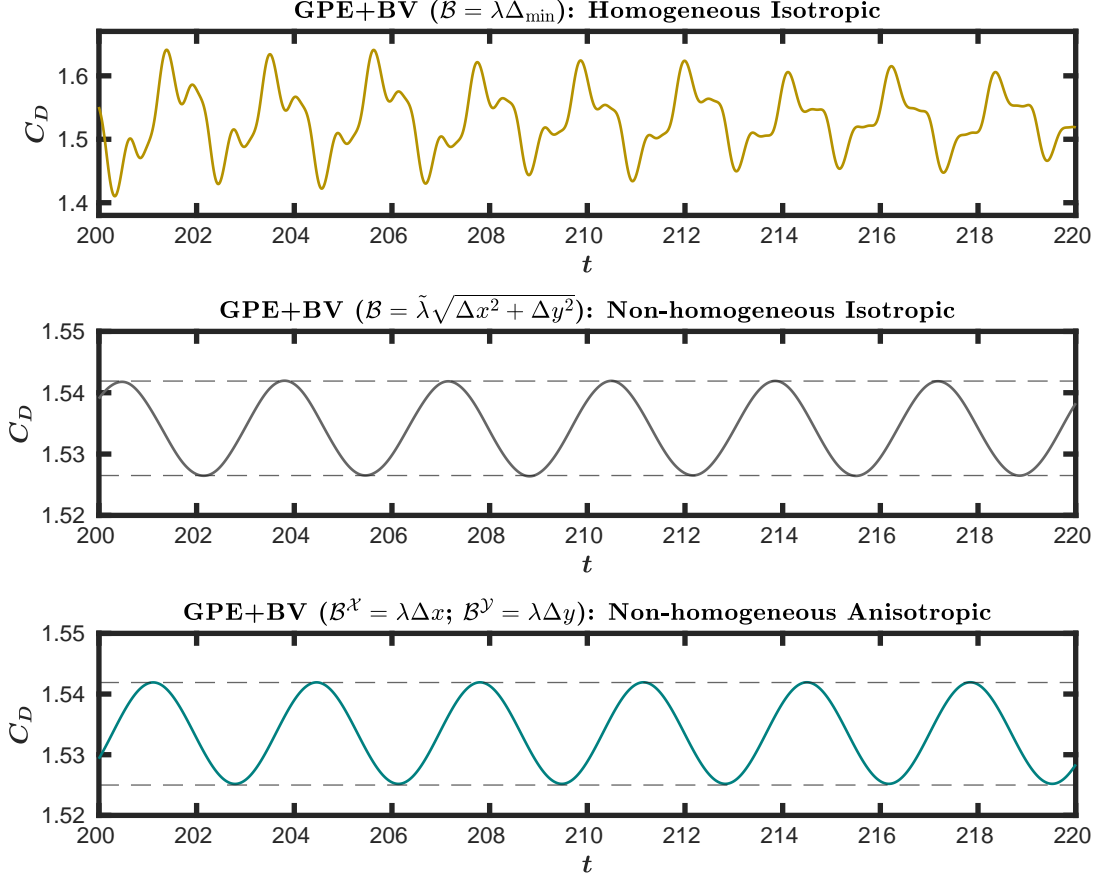 GPE+BV (ℬ = λΔ_min): Homogeneous Isotropic
C_D
1.6
1.5
1.4
200 202 204 206 208 210 212 214 216 218 220
t
GPE+BV (ℬ = λ̃√(Δx² + Δy²)): Non-homogeneous Isotropic
C_D
1.55
1.54
1.53
1.52
200 202 204 206 208 210 212 214 216 218 220
t
GPE+BV (ℬ^𝒳 = λΔx; ℬ^𝒴 = λΔy): Non-homogeneous Anisotropic
C_D
1.55
1.54
1.53
1.52
200 202 204 206 208 210 212 214 216 218 220
t